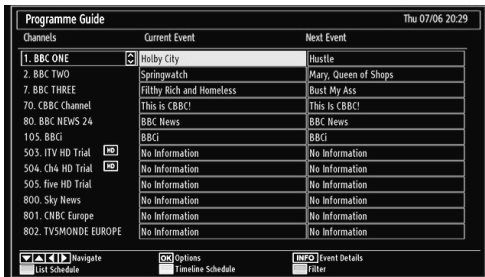 Programme Guide Thu 07/06 20:29
Channels Current Event Next Event
1. BBC ONE Holby City Hustle
2. BBC TWO Springwatch Mary, Queen of Shops
7. BBC THREE Filthy Rich and Homeless Bust My Ass
70. CBBC Channel This is CBBC! This Is CBBC!
80. BBC NEWS 24 BBC News BBC News
105. BBCi BBCi BBCi
503. ITV HD Trial HD No Information No Information
504. Ch4 HD Trial HD No Information No Information
505. five HD Trial No Information No Information
800. Sky News No Information No Information
801. CNBC Europe No Information No Information
802. TV5MONDE EUROPE No Information No Information
Navigate OK Options INFO Event Details
List Schedule Timeline Schedule Filter